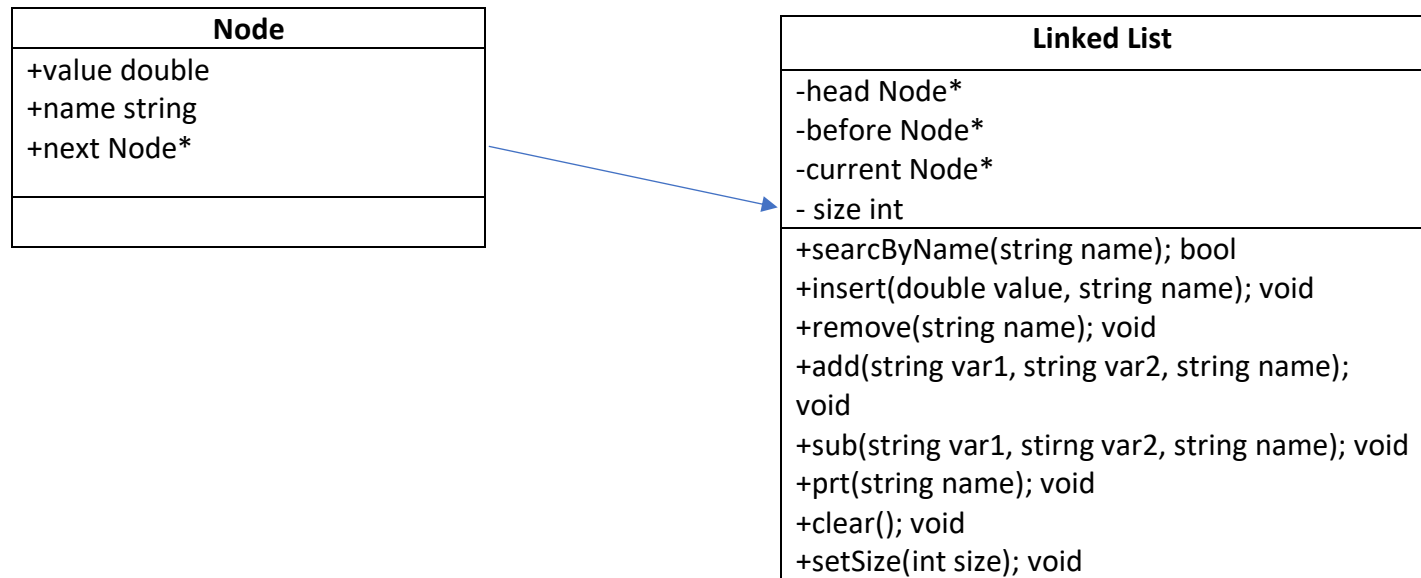 Node
+value double
+name string
+next Node*
Linked List
-head Node*
-before Node*
-current Node*
- size int
+searcByName(string name); bool
+insert(double value, string name); void
+remove(string name); void
+add(string var1, string var2, string name);
void
+sub(string var1, stirng var2, string name); void
+prt(string name); void
+clear(); void
+setSize(int size); void